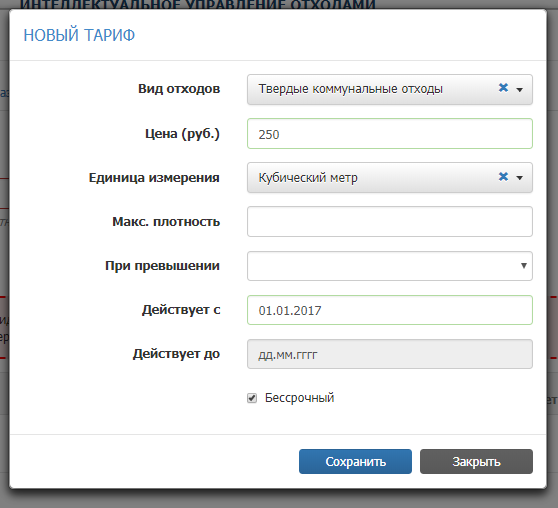 ИНТЕЛЛЕКТУАЛЬНОЕ УПРАВЛЕНИЕ ОТХОДАМИ
НОВЫЙ ТАРИФ
Вид отходов Твердые коммунальные отходы
Цена (руб.) 250
Единица измерения Кубический метр
Макс. плотность
При превышении
Действует с 01.01.2017
Действует до дд.мм.гггг
Бессрочный
Сохранить Закрыть